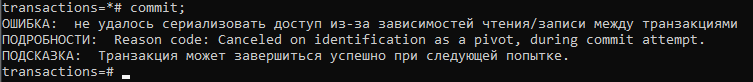 transactions=*# commit;
ОШИБКА:  не удалось сериализовать доступ из-за зависимостей чтения/записи между транзакциями
ПОДРОБНОСТИ:  Reason code: Canceled on identification as a pivot, during commit attempt.
ПОДСКАЗКА:  Транзакция может завершиться успешно при следующей попытке.
transactions=#